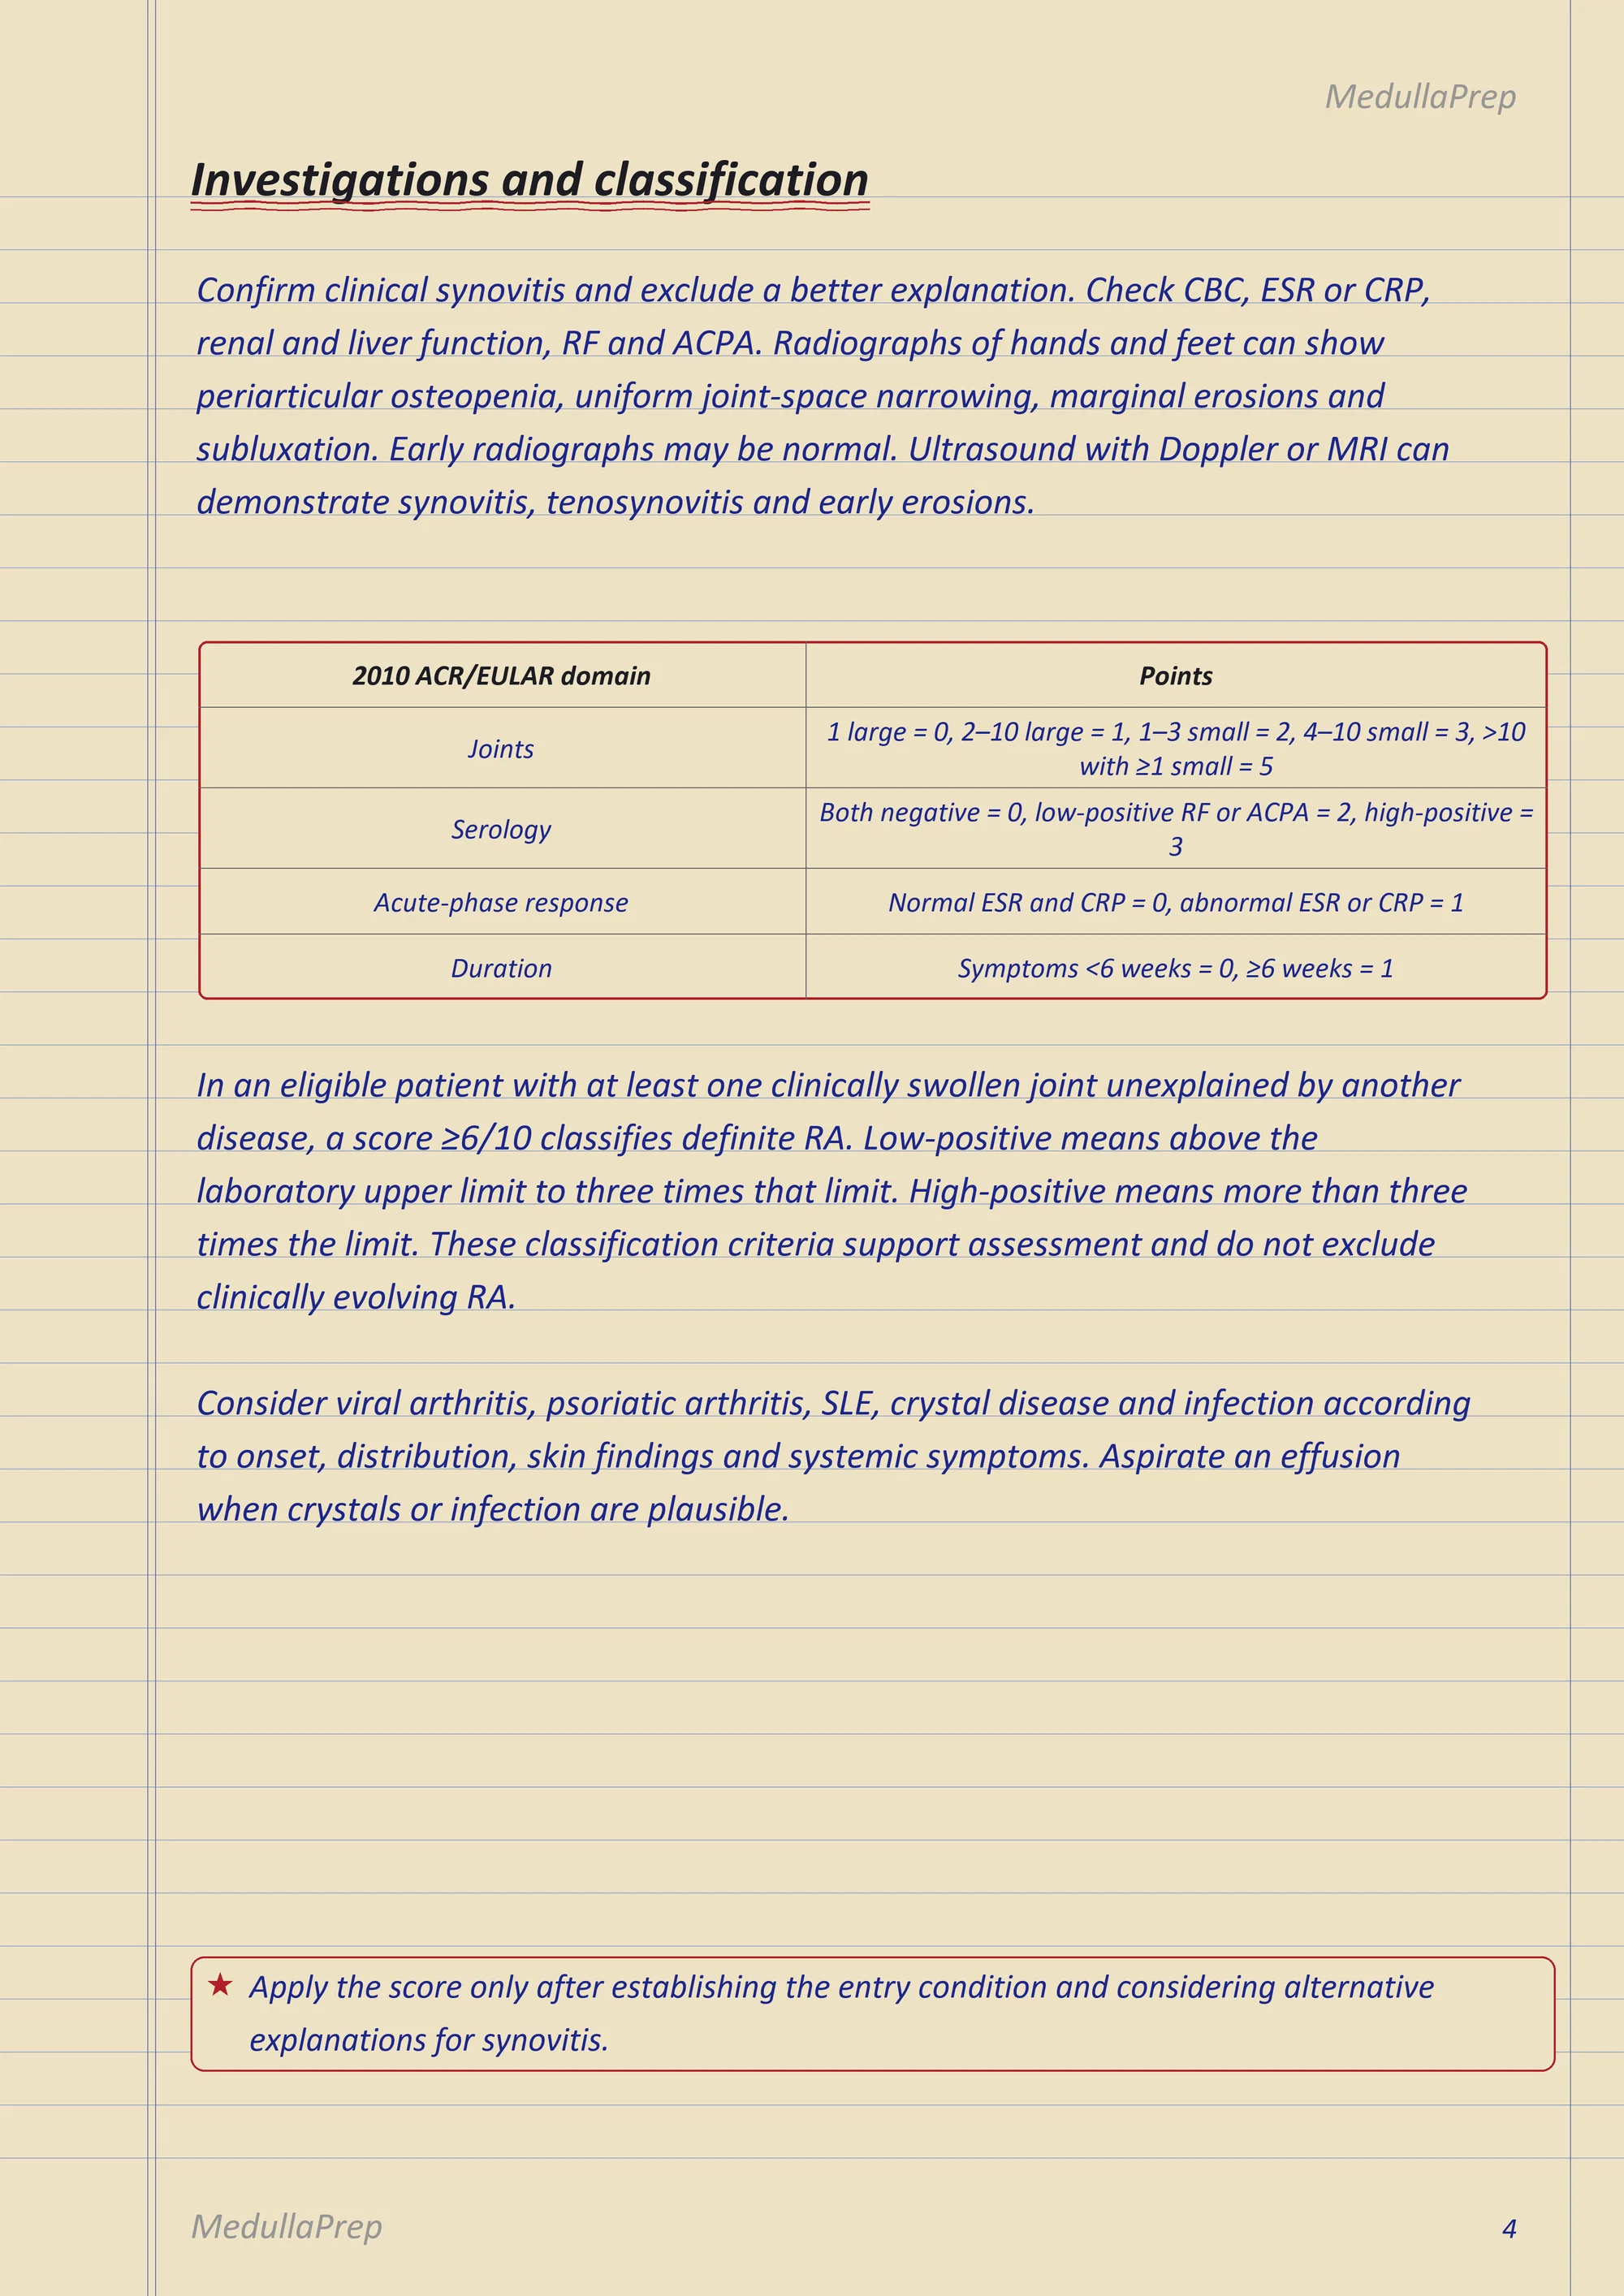 MedullaPrep
Investigations and classification
Confirm clinical synovitis and exclude a better explanation. Check CBC, ESR or CRP,
renal and liver function, RF and ACPA. Radiographs of hands and feet can show
periarticular osteopenia, uniform joint-space narrowing, marginal erosions and
subluxation. Early radiographs may be normal. Ultrasound with Doppler or MRI can
demonstrate synovitis, tenosynovitis and early erosions.
2010 ACR/EULAR domain
Points
Joints
1 large = 0, 2–10 large = 1, 1–3 small = 2, 4–10 small = 3, >10
with ≥1 small = 5
Serology
Both negative = 0, low-positive RF or ACPA = 2, high-positive =
3
Acute-phase response
Normal ESR and CRP = 0, abnormal ESR or CRP = 1
Duration
Symptoms <6 weeks = 0, ≥6 weeks = 1
In an eligible patient with at least one clinically swollen joint unexplained by another
disease, a score ≥6/10 classifies definite RA. Low-positive means above the
laboratory upper limit to three times that limit. High-positive means more than three
times the limit. These classification criteria support assessment and do not exclude
clinically evolving RA.
Consider viral arthritis, psoriatic arthritis, SLE, crystal disease and infection according
to onset, distribution, skin findings and systemic symptoms. Aspirate an effusion
when crystals or infection are plausible.
★ Apply the score only after establishing the entry condition and considering alternative
explanations for synovitis.
MedullaPrep
4